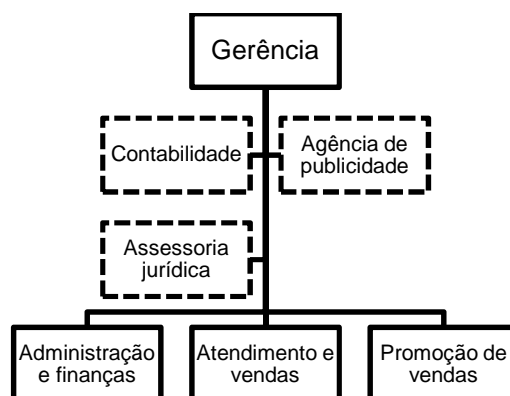 Gerência
Contabilidade
Agência de
publicidade
Assessoria
jurídica
Administração
e finanças
Atendimento e
vendas
Promoção de
vendas